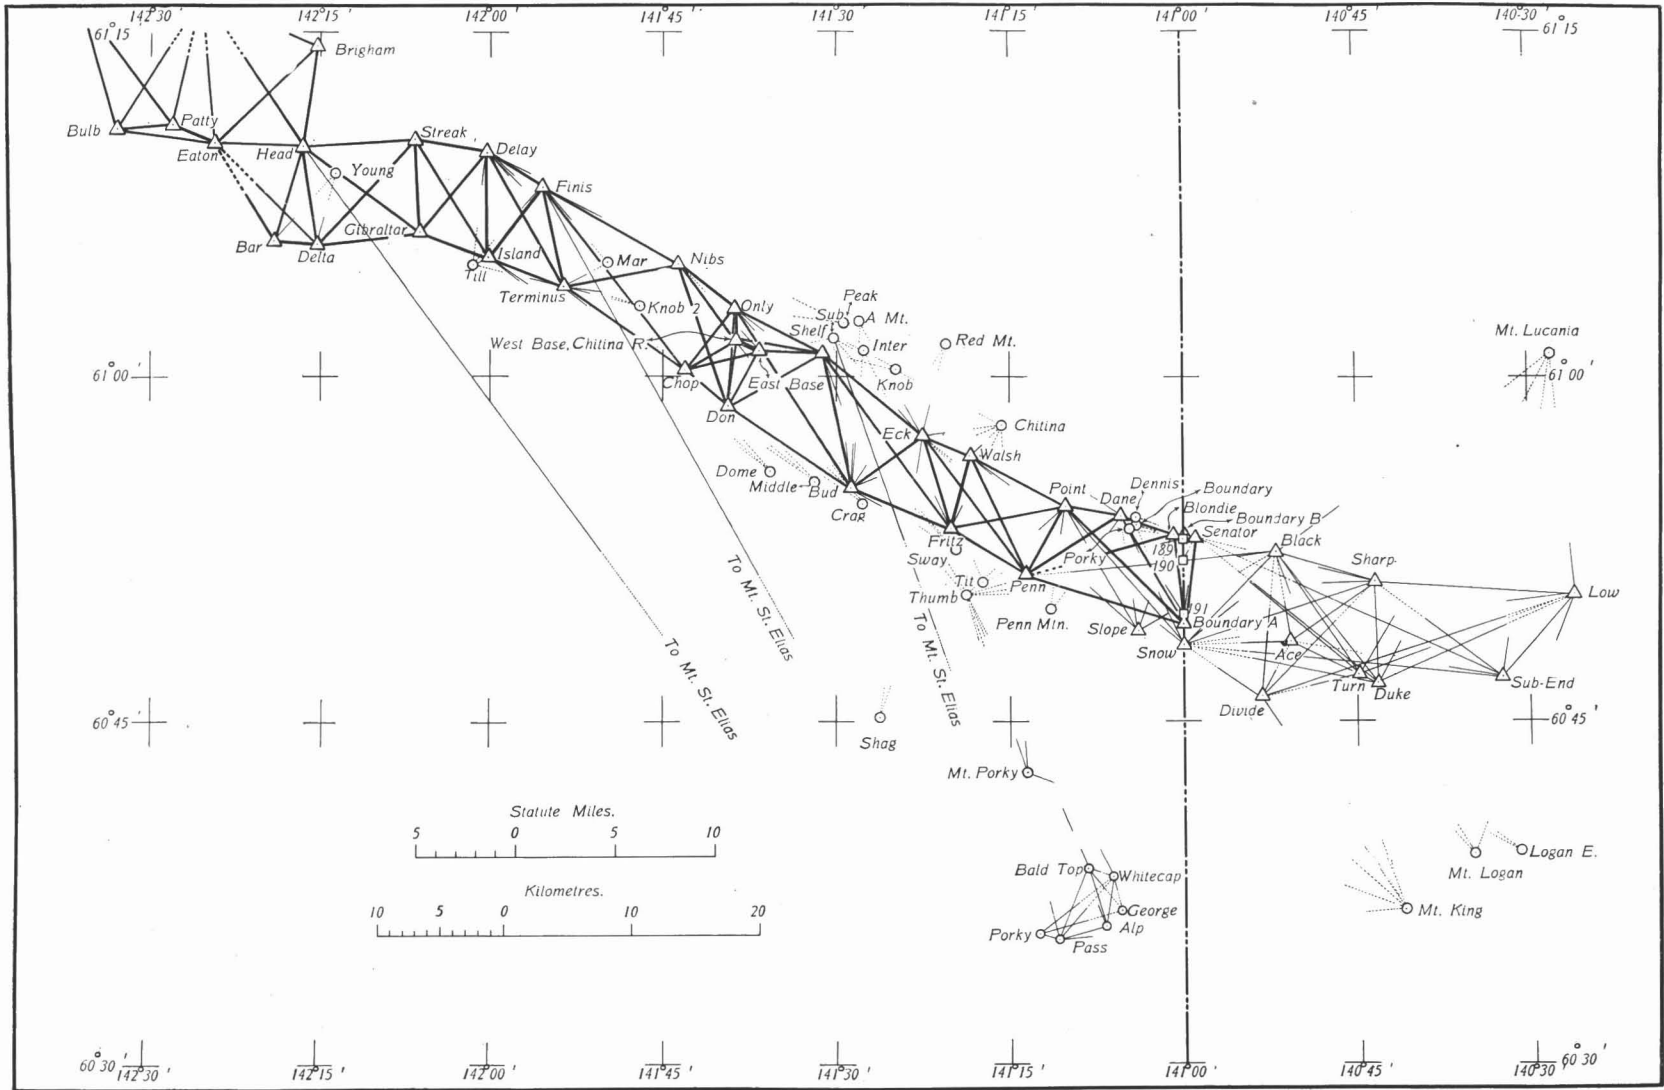 142° 30'
142° 15'
142° 00'
141° 45'
141° 30'
141° 15'
141° 00'
140° 45'
140° 30'
61° 15
61° 15
Brigham
Bulb
Patty
Eaton
Head
Streak
Delay
Young
Finis
Bar
Delta
Gibraltar
Island
Till
Mar
Nibs
Terminus
Knob 2
Only
Peak
Sub.
A Mt.
Shelf
Inter
Red Mt.
Mt. Lucania
West Base, Chitina R.
61° 00
Chop
East Base
Knob
61° 00'
Don
Eck
Chitina
Walsh
Dome
Middle
Bud
Crag
Point
Dane
Dennis
Boundary
Blondie
Boundary B
Senator
Black
Fritz
Sway.
Porky
189
190
Sharp.
Tit
Thumb
Penn
Low
Penn Mtn.
191
Slope
Boundary A
Snow
Ace
To Mt. St. Elias
To Mt. St. Elias
To Mt. St. Elias
Turn
Duke
Sub-End
Divide
60° 45'
60° 45
Shag
Mt. Porky
Statute Miles.
5 0 5 10
Kilometres.
10 5 0 10 20
Bald Top
Whitecap
George
Alp
Porky
Pass
Mt. Logan
Logan E.
Mt. King
60° 30'
60° 30'
142° 30'
142° 15'
142° 00'
141° 45'
141° 30'
141° 15'
141° 00'
140° 45'
140° 30'